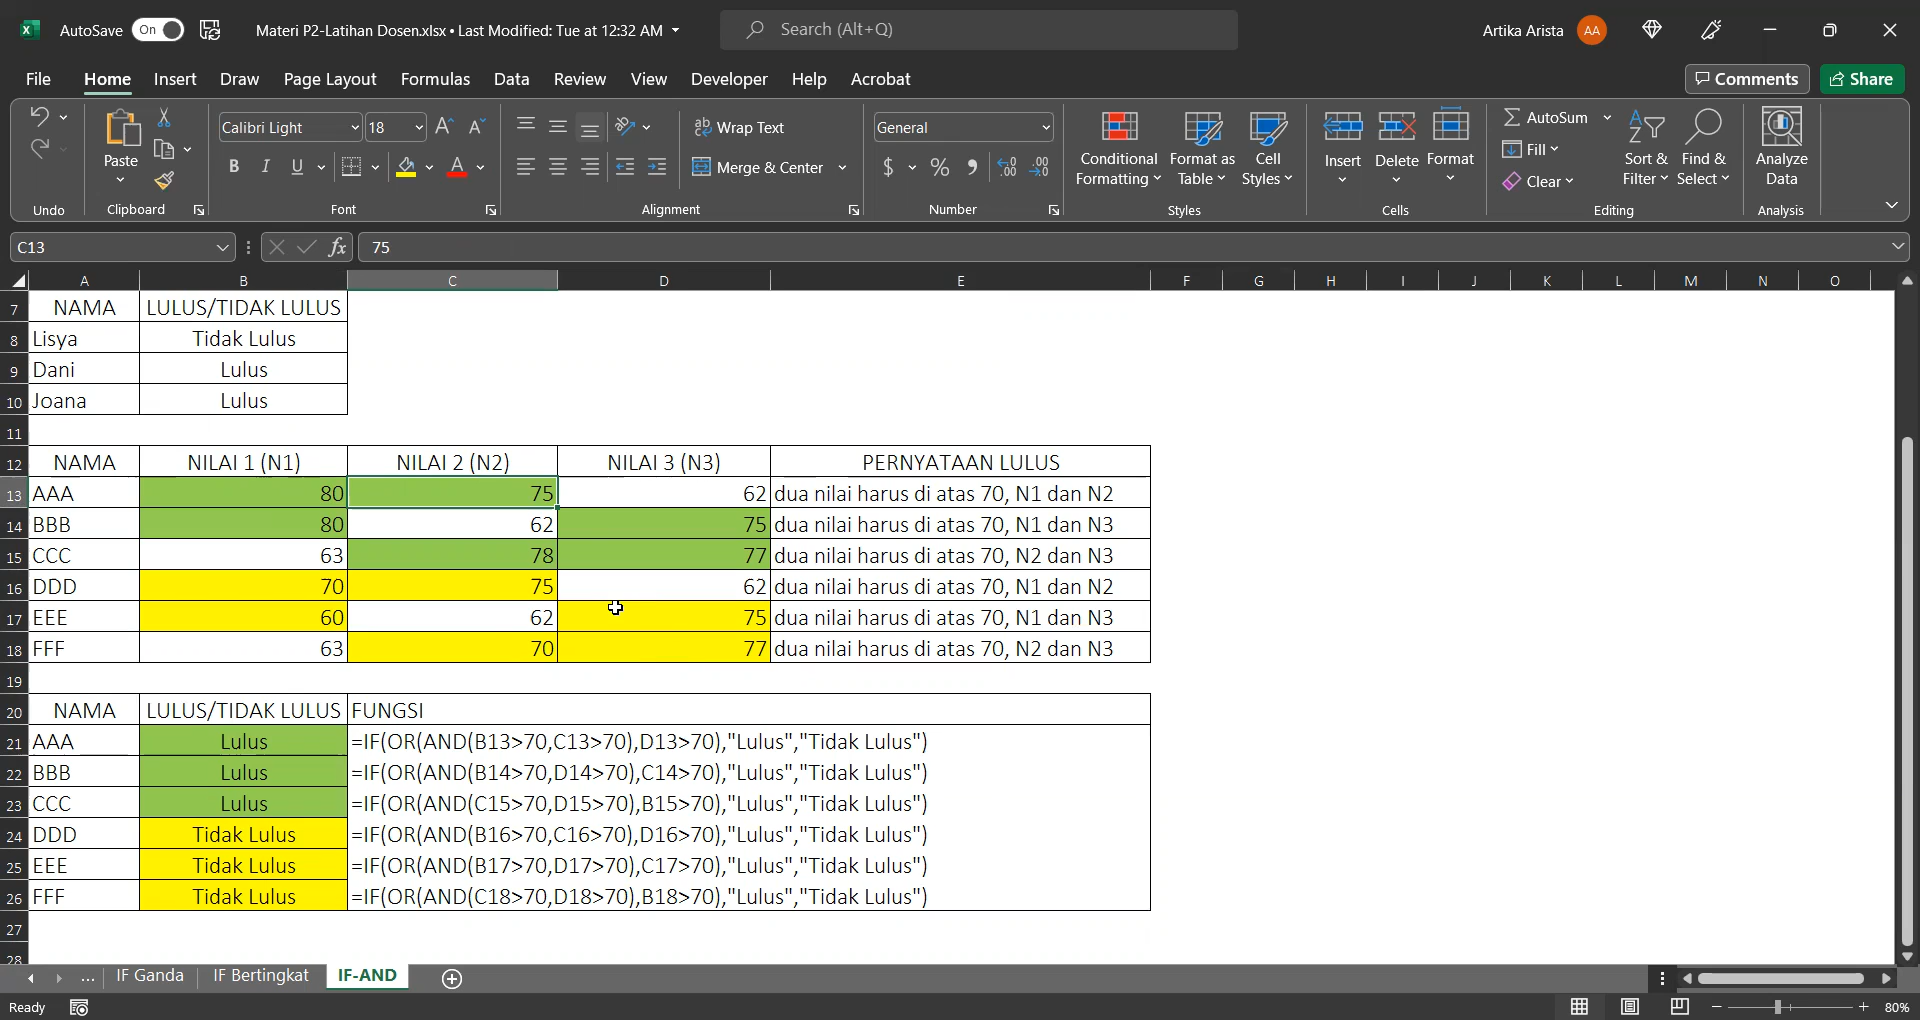 AutoSave On Materi P2-Latihan Dosen.xlsx • Last Modified: Tue at 12:32 AM Search (Alt+Q) Artika Arista AA
File Home Insert Draw Page Layout Formulas Data Review View Developer Help Acrobat Comments Share
Calibri Light 18 Wrap Text General AutoSum
Paste Merge & Center Conditional Formatting Format as Table Cell Styles Insert Delete Format Fill Sort & Filter Find & Select Analyze Data
Clear
Undo Clipboard Font Alignment Number Styles Cells Editing Analysis
C13 fx 75
A B C D E F G H I J K L M N O
7 NAMA LULUS/TIDAK LULUS
8 Lisya Tidak Lulus
9 Dani Lulus
10 Joana Lulus
11
12 NAMA NILAI 1 (N1) NILAI 2 (N2) NILAI 3 (N3) PERNYATAAN LULUS
13 AAA 80 75 62 dua nilai harus di atas 70, N1 dan N2
14 BBB 80 62 75 dua nilai harus di atas 70, N1 dan N3
15 CCC 63 78 77 dua nilai harus di atas 70, N2 dan N3
16 DDD 70 75 62 dua nilai harus di atas 70, N1 dan N2
17 EEE 60 62 75 dua nilai harus di atas 70, N1 dan N3
18 FFF 63 70 77 dua nilai harus di atas 70, N2 dan N3
19
20 NAMA LULUS/TIDAK LULUS FUNGSI
21 AAA Lulus =IF(OR(AND(B13>70,C13>70),D13>70),"Lulus","Tidak Lulus")
22 BBB Lulus =IF(OR(AND(B14>70,D14>70),C14>70),"Lulus","Tidak Lulus")
23 CCC Lulus =IF(OR(AND(C15>70,D15>70),B15>70),"Lulus","Tidak Lulus")
24 DDD Tidak Lulus =IF(OR(AND(B16>70,C16>70),D16>70),"Lulus","Tidak Lulus")
25 EEE Tidak Lulus =IF(OR(AND(B17>70,D17>70),C17>70),"Lulus","Tidak Lulus")
26 FFF Tidak Lulus =IF(OR(AND(C18>70,D18>70),B18>70),"Lulus","Tidak Lulus")
27
28
... IF Ganda IF Bertingkat IF-AND
Ready 80%